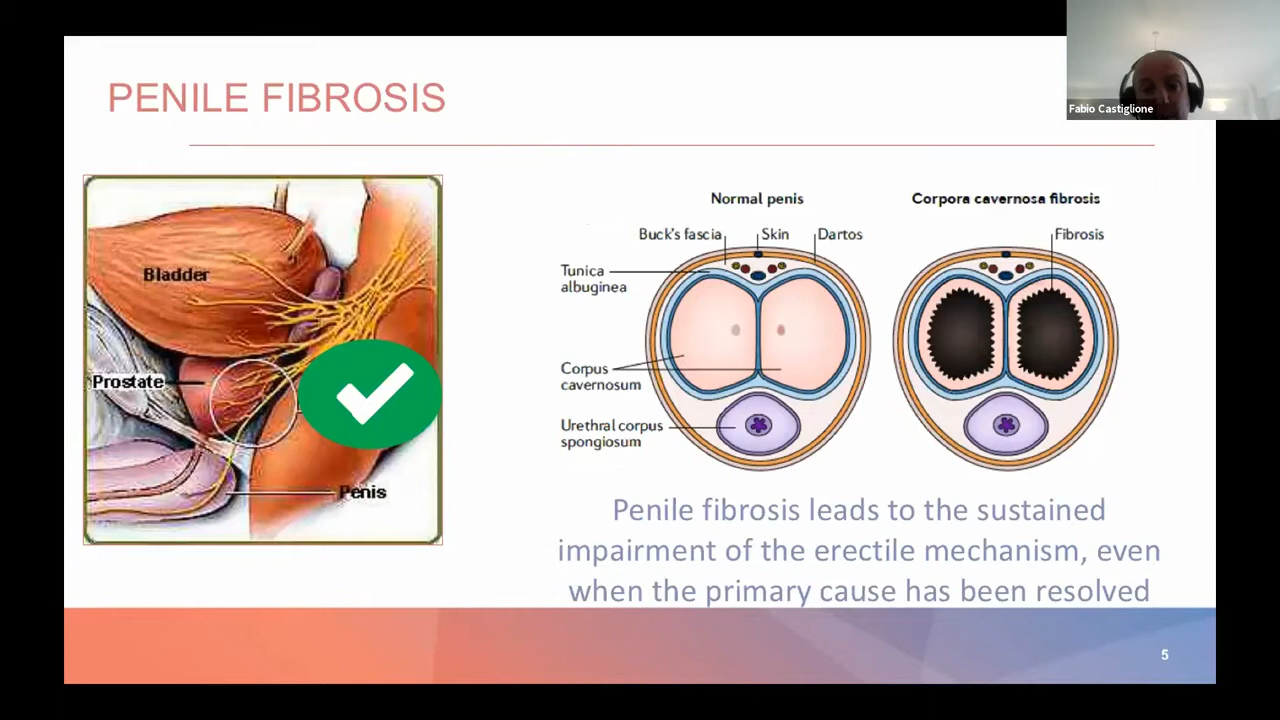 PENILE FIBROSIS
Fabio Castiglione
Bladder
Prostate
Penis
Normal penis
Corpora cavernosa fibrosis
Buck's fascia
Skin
Dartos
Fibrosis
Tunica
albuginea
Corpus
cavernosum
Urethral corpus
spongiosum
Penile fibrosis leads to the sustained
impairment of the erectile mechanism, even
when the primary cause has been resolved
5